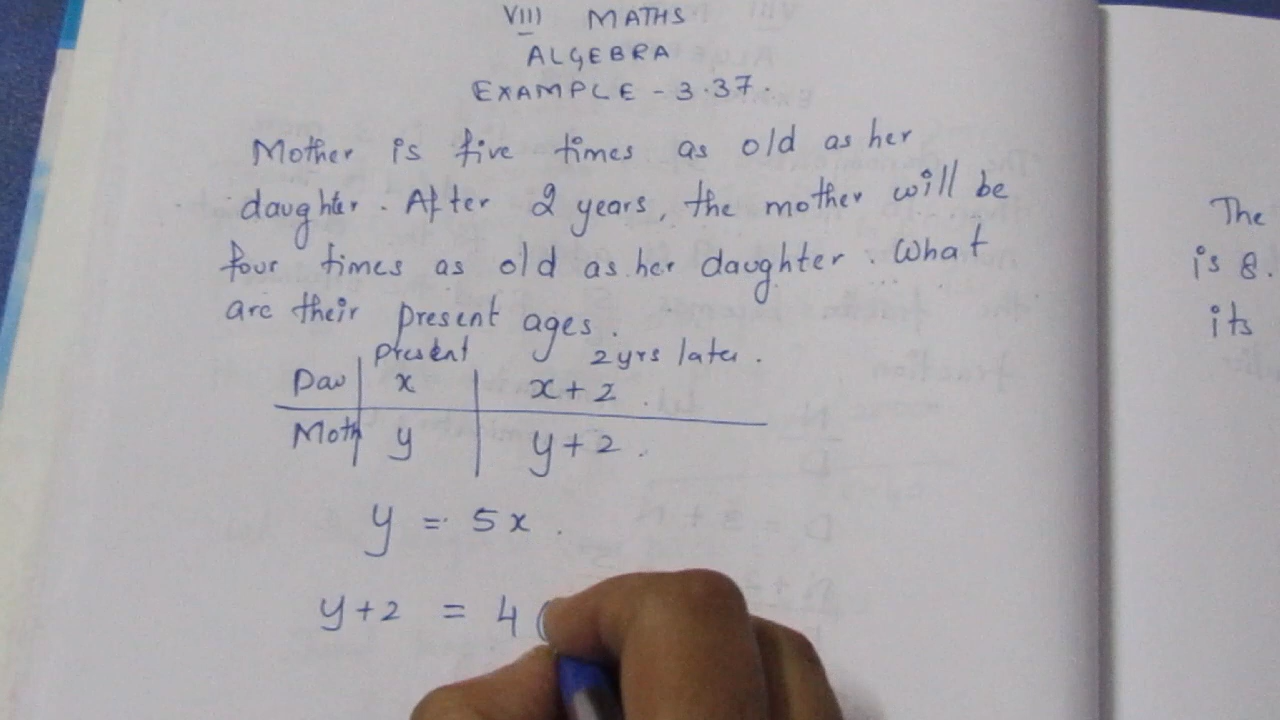 VIII MATHS
ALGEBRA
EXAMPLE - 3.37.
Mother is five times as old as her
daughter. After 2 years, the mother will be
four times as old as her daughter. What
are their present ages.
present 2 yrs later.
Dau x x + 2
Moth y y + 2.
y = 5x.
y + 2 = 4 (
The
is 8.
its